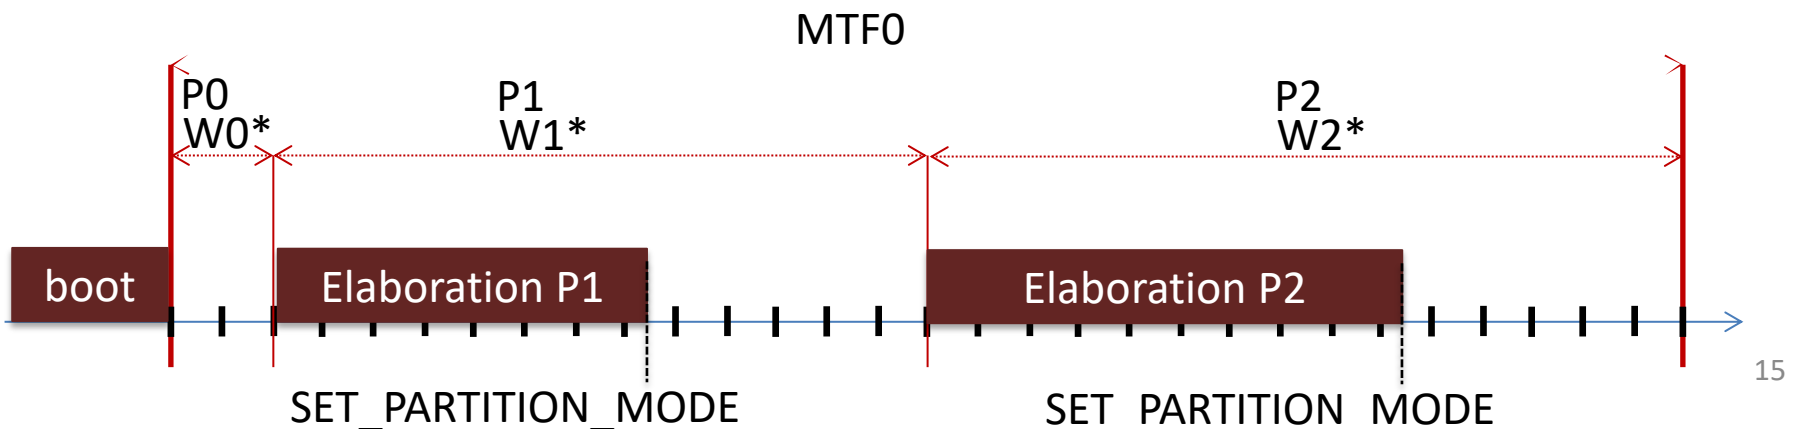 MTF0
P0
W0*
P1
W1*
P2
W2*
boot
Elaboration P1
Elaboration P2
15
SET_PARTITION_MODE
SET PARTITION MODE